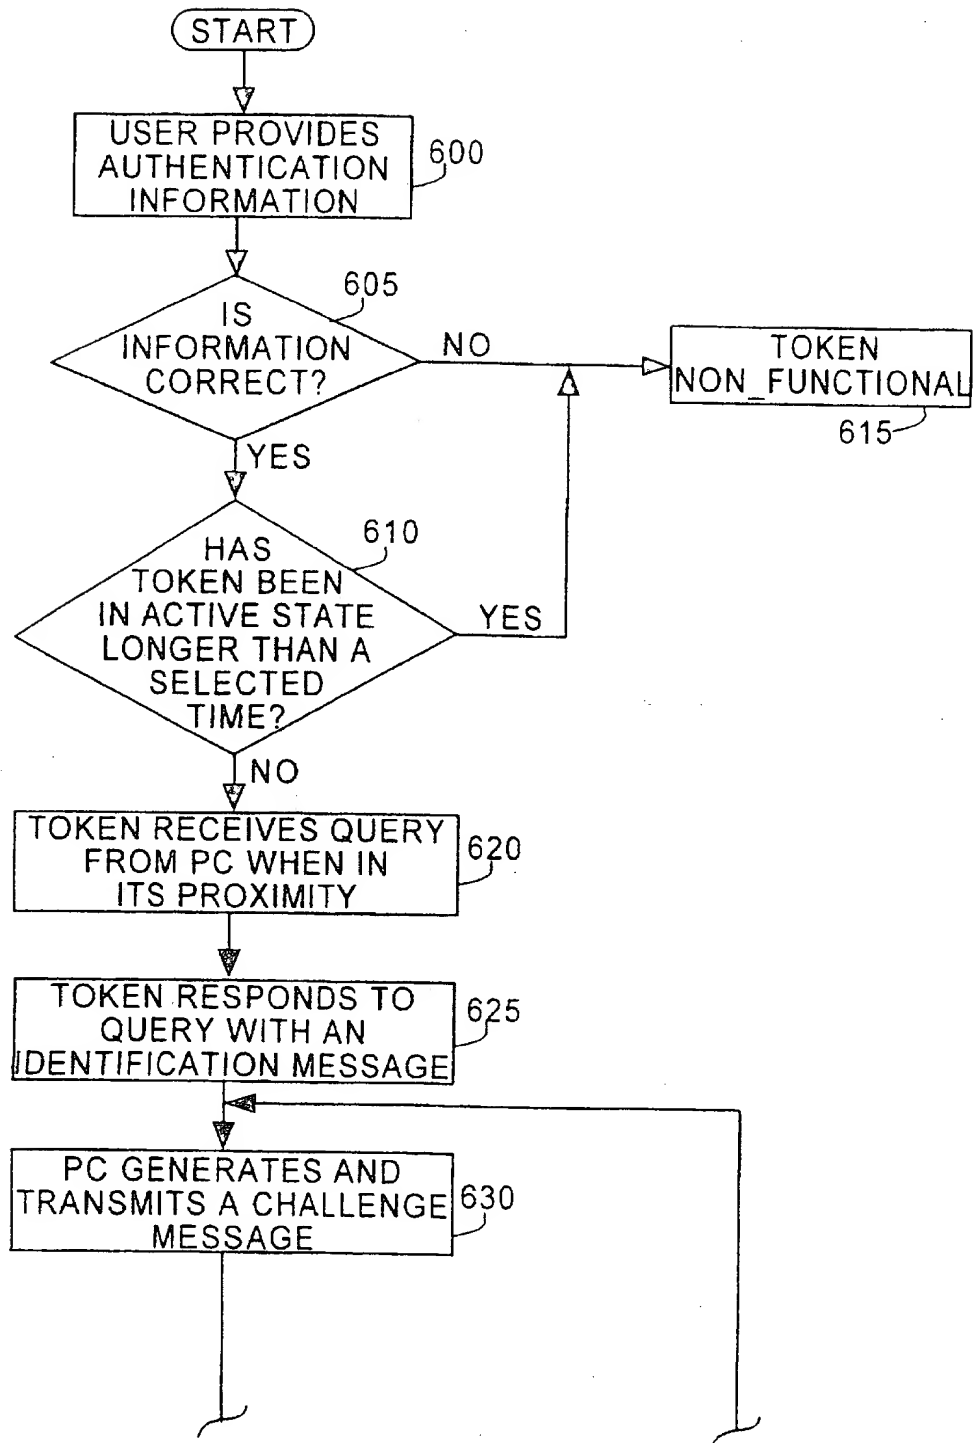 START
USER PROVIDES
AUTHENTICATION
INFORMATION
600
605
IS
INFORMATION
CORRECT?
NO
TOKEN
NON_FUNCTIONAL
615
YES
610
HAS
TOKEN BEEN
IN ACTIVE STATE
LONGER THAN A
SELECTED
TIME?
YES
NO
TOKEN RECEIVES QUERY
FROM PC WHEN IN
ITS PROXIMITY
620
TOKEN RESPONDS TO
QUERY WITH AN
IDENTIFICATION MESSAGE
625
PC GENERATES AND
TRANSMITS A CHALLENGE
MESSAGE
630